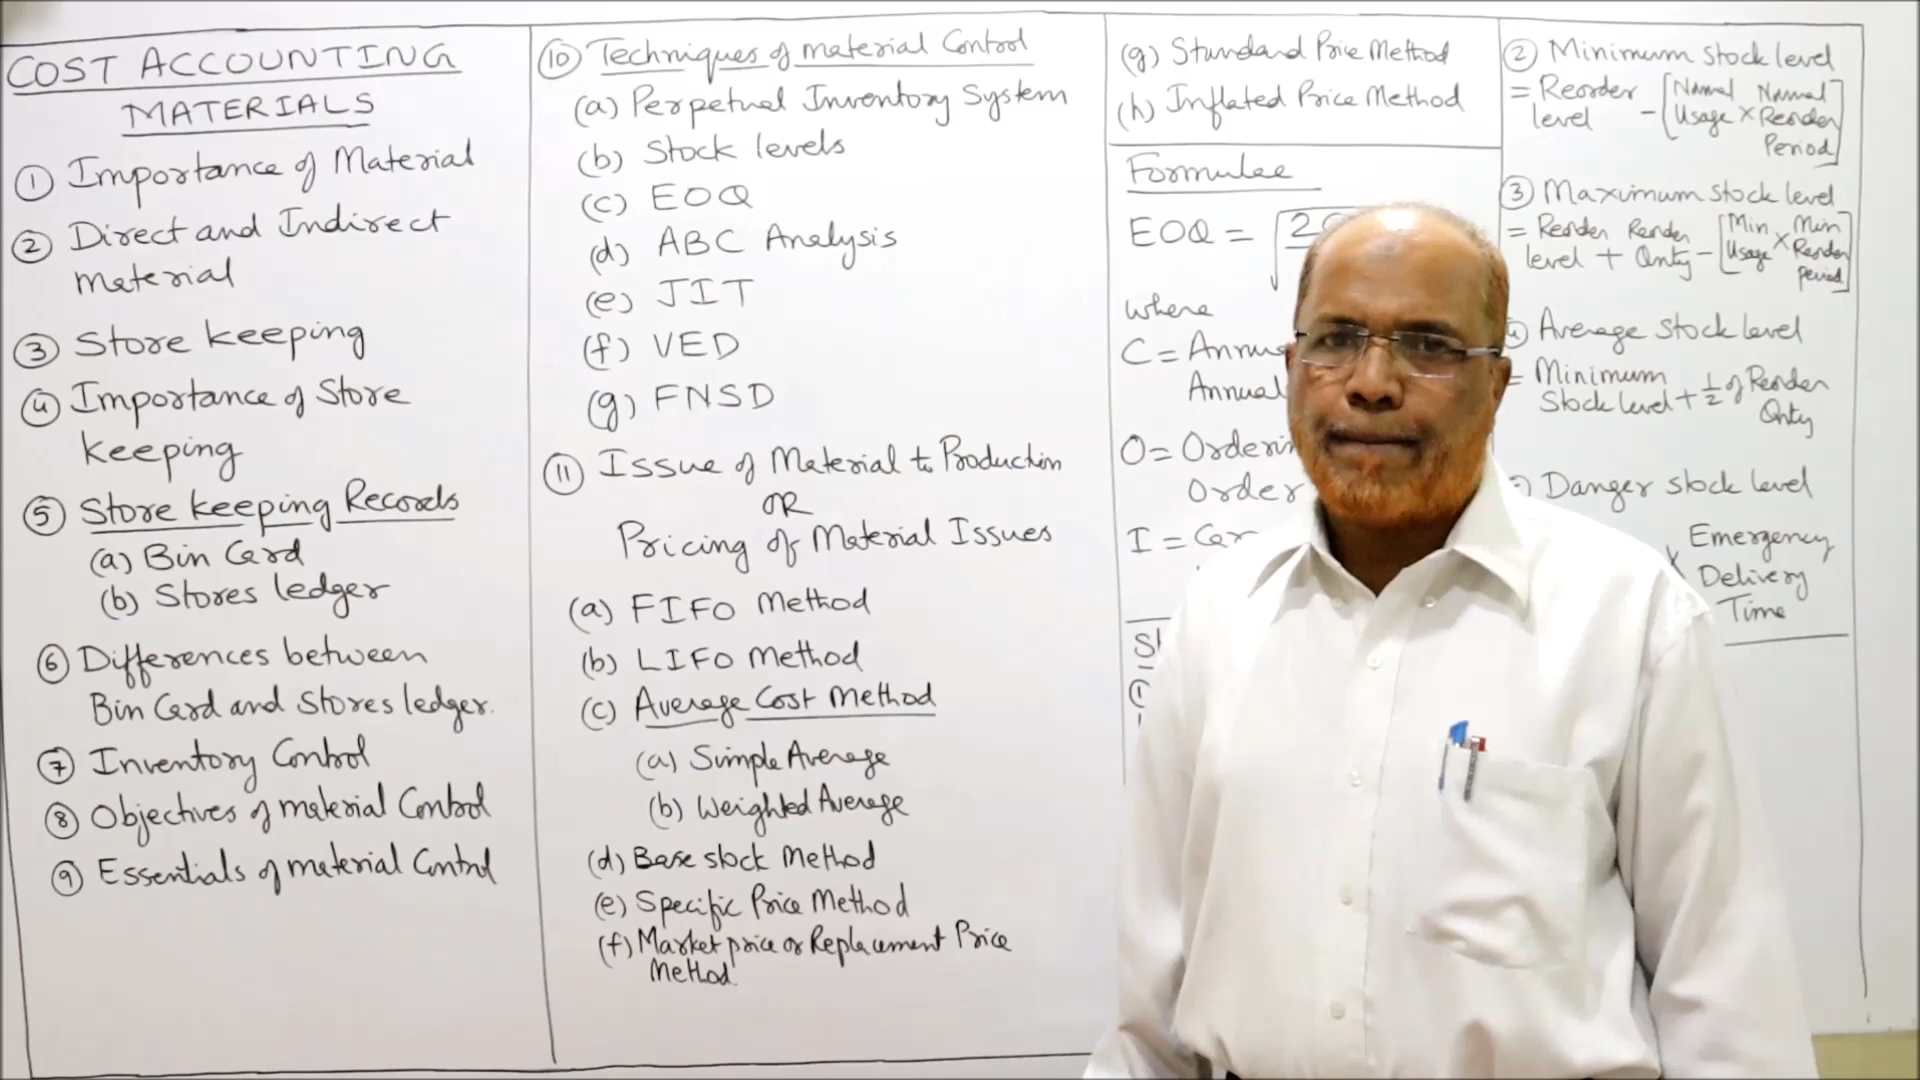 COST ACCOUNTING
MATERIALS
① Importance of Material
② Direct and Indirect
material
③ Store keeping
④ Importance of Store
keeping
⑤ Store keeping Records
(a) Bin Card
(b) Stores ledger
⑥ Differences between
Bin Card and Stores ledger.
⑦ Inventory Control
⑧ Objectives of material Control
⑨ Essentials of material Control
⑩ Techniques of material Control
(a) Perpetual Inventory System
(b) Stock levels
(c) EOQ
(d) ABC Analysis
(e) JIT
(f) VED
(g) FNSD
⑪ Issue of Material to Production
OR
Pricing of Material Issues
(a) FIFO Method
(b) LIFO Method
(c) Average Cost Method
(a) Simple Average
(b) Weighted Average
(d) Base stock Method
(e) Specific Price Method
(f) Market price or Replacement Price
Method.
(g) Standard Price Method
(h) Inflated Price Method
Formulae
EOQ = √2
where
C = Annua
Annual
O = Orderin
Order
I = Car
② Minimum stock level
= Reorder level - [Normal Usage × Normal Reorder Period]
③ Maximum stock level
= Reorder level + Reorder Qnty - [Min Usage × Min Reorder period]
Average stock level
= Minimum Stock level + 1/2 of Reorder Qnty
Danger stock level
× Emergency
Delivery
Time